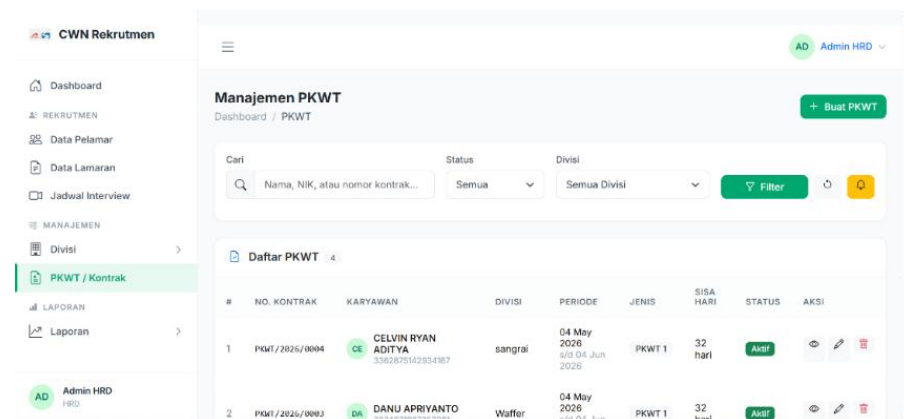 CWN Rekrutmen
AD Admin HRD
Dashboard
REKRUTMEN
Data Pelamar
Data Lamaran
Jadwal Interview
MANAJEMEN
Divisi
PKWT / Kontrak
LAPORAN
Laporan
AD Admin HRD
HRD
Manajemen PKWT
Dashboard / PKWT
+ Buat PKWT
Cari Status Divisi
Nama, NIK, atau nomor kontrak... Semua Semua Divisi Filter
Daftar PKWT 4
# NO. KONTRAK KARYAWAN DIVISI PERIODE JENIS SISA HARI STATUS AKSI
1 PKWT/2026/0004 CE CELVIN RYAN ADITYA 3362875142934187 sangrai 04 May 2026 s/d 04 Jun 2026 PKWT 1 32 hari Aktif
2 PKWT/2026/0003 DA DANU APRIYANTO Waffer 04 May 2026 PKWT 1 32 Aktif